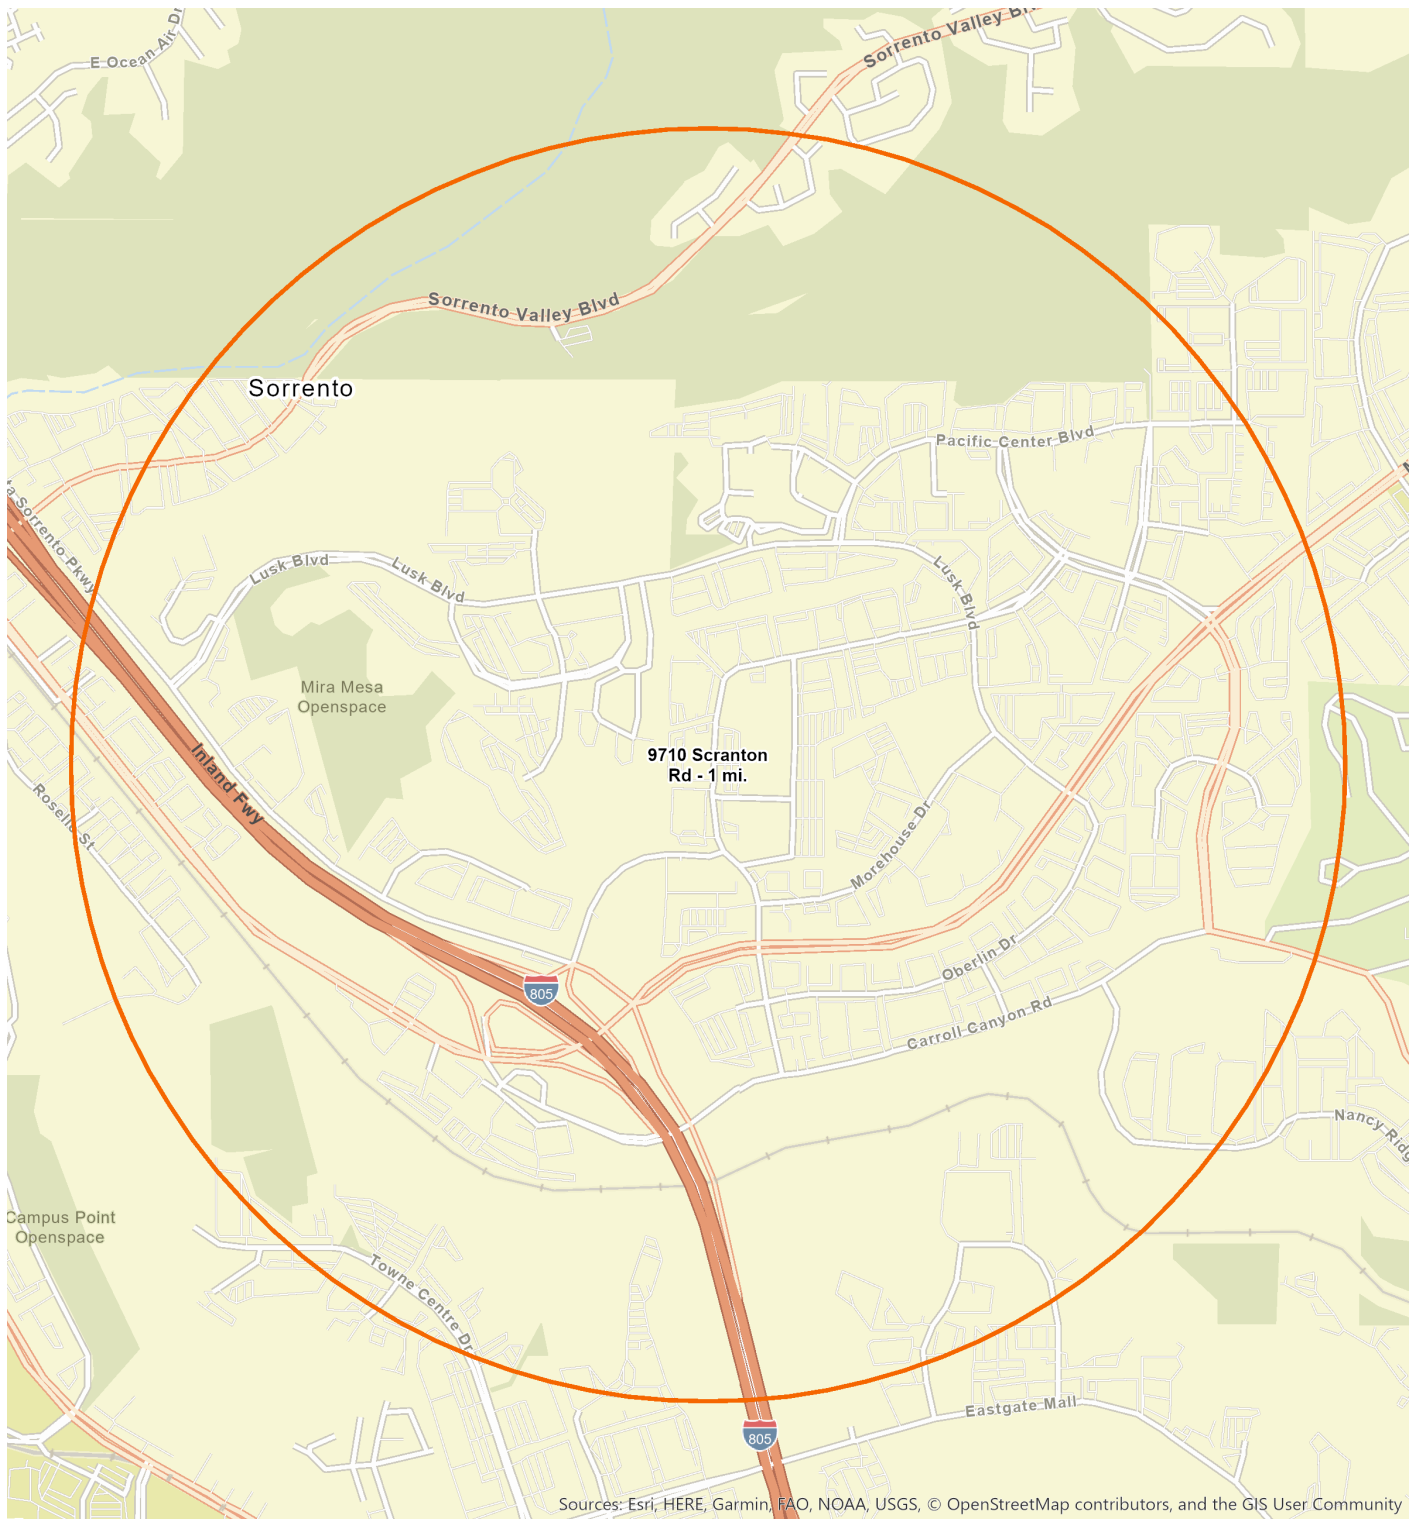 Sorrento Valley Blv
E Ocean Air Dr
Sorrento Valley Blvd
Sorrento
Pacific Center Blvd
ta Sorrento Pkwy
Lusk Blvd
Lusk Blvd
Lusk Blvd
Mira Mesa
Openspace
9710 Scranton
Rd - 1 mi.
Inland Fwy
Roselle St
Morehouse Dr
Oberlin Dr
805
Carroll Canyon Rd
Nancy Ridg
Campus Point
Openspace
Towne Centre Dr
Eastgate Mall
805
Sources: Esri, HERE, Garmin, FAO, NOAA, USGS, © OpenStreetMap contributors, and the GIS User Community